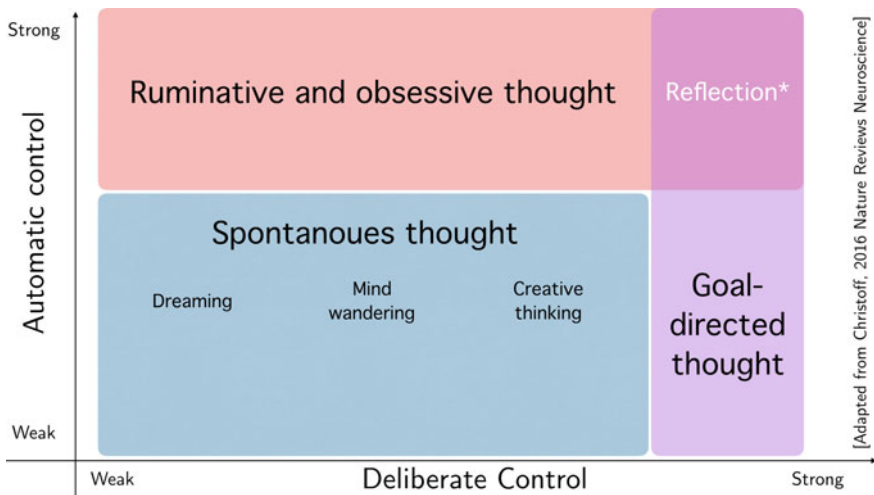 Strong
Ruminative and obsessive thought
Reflection*
Automatic control
Spontanoues thought
Dreaming
Mind
wandering
Creative
thinking
Goal-
directed
thought
Weak
Weak
Deliberate Control
Strong
[Adapted from Christoff, 2016 Nature Reviews Neuroscience]